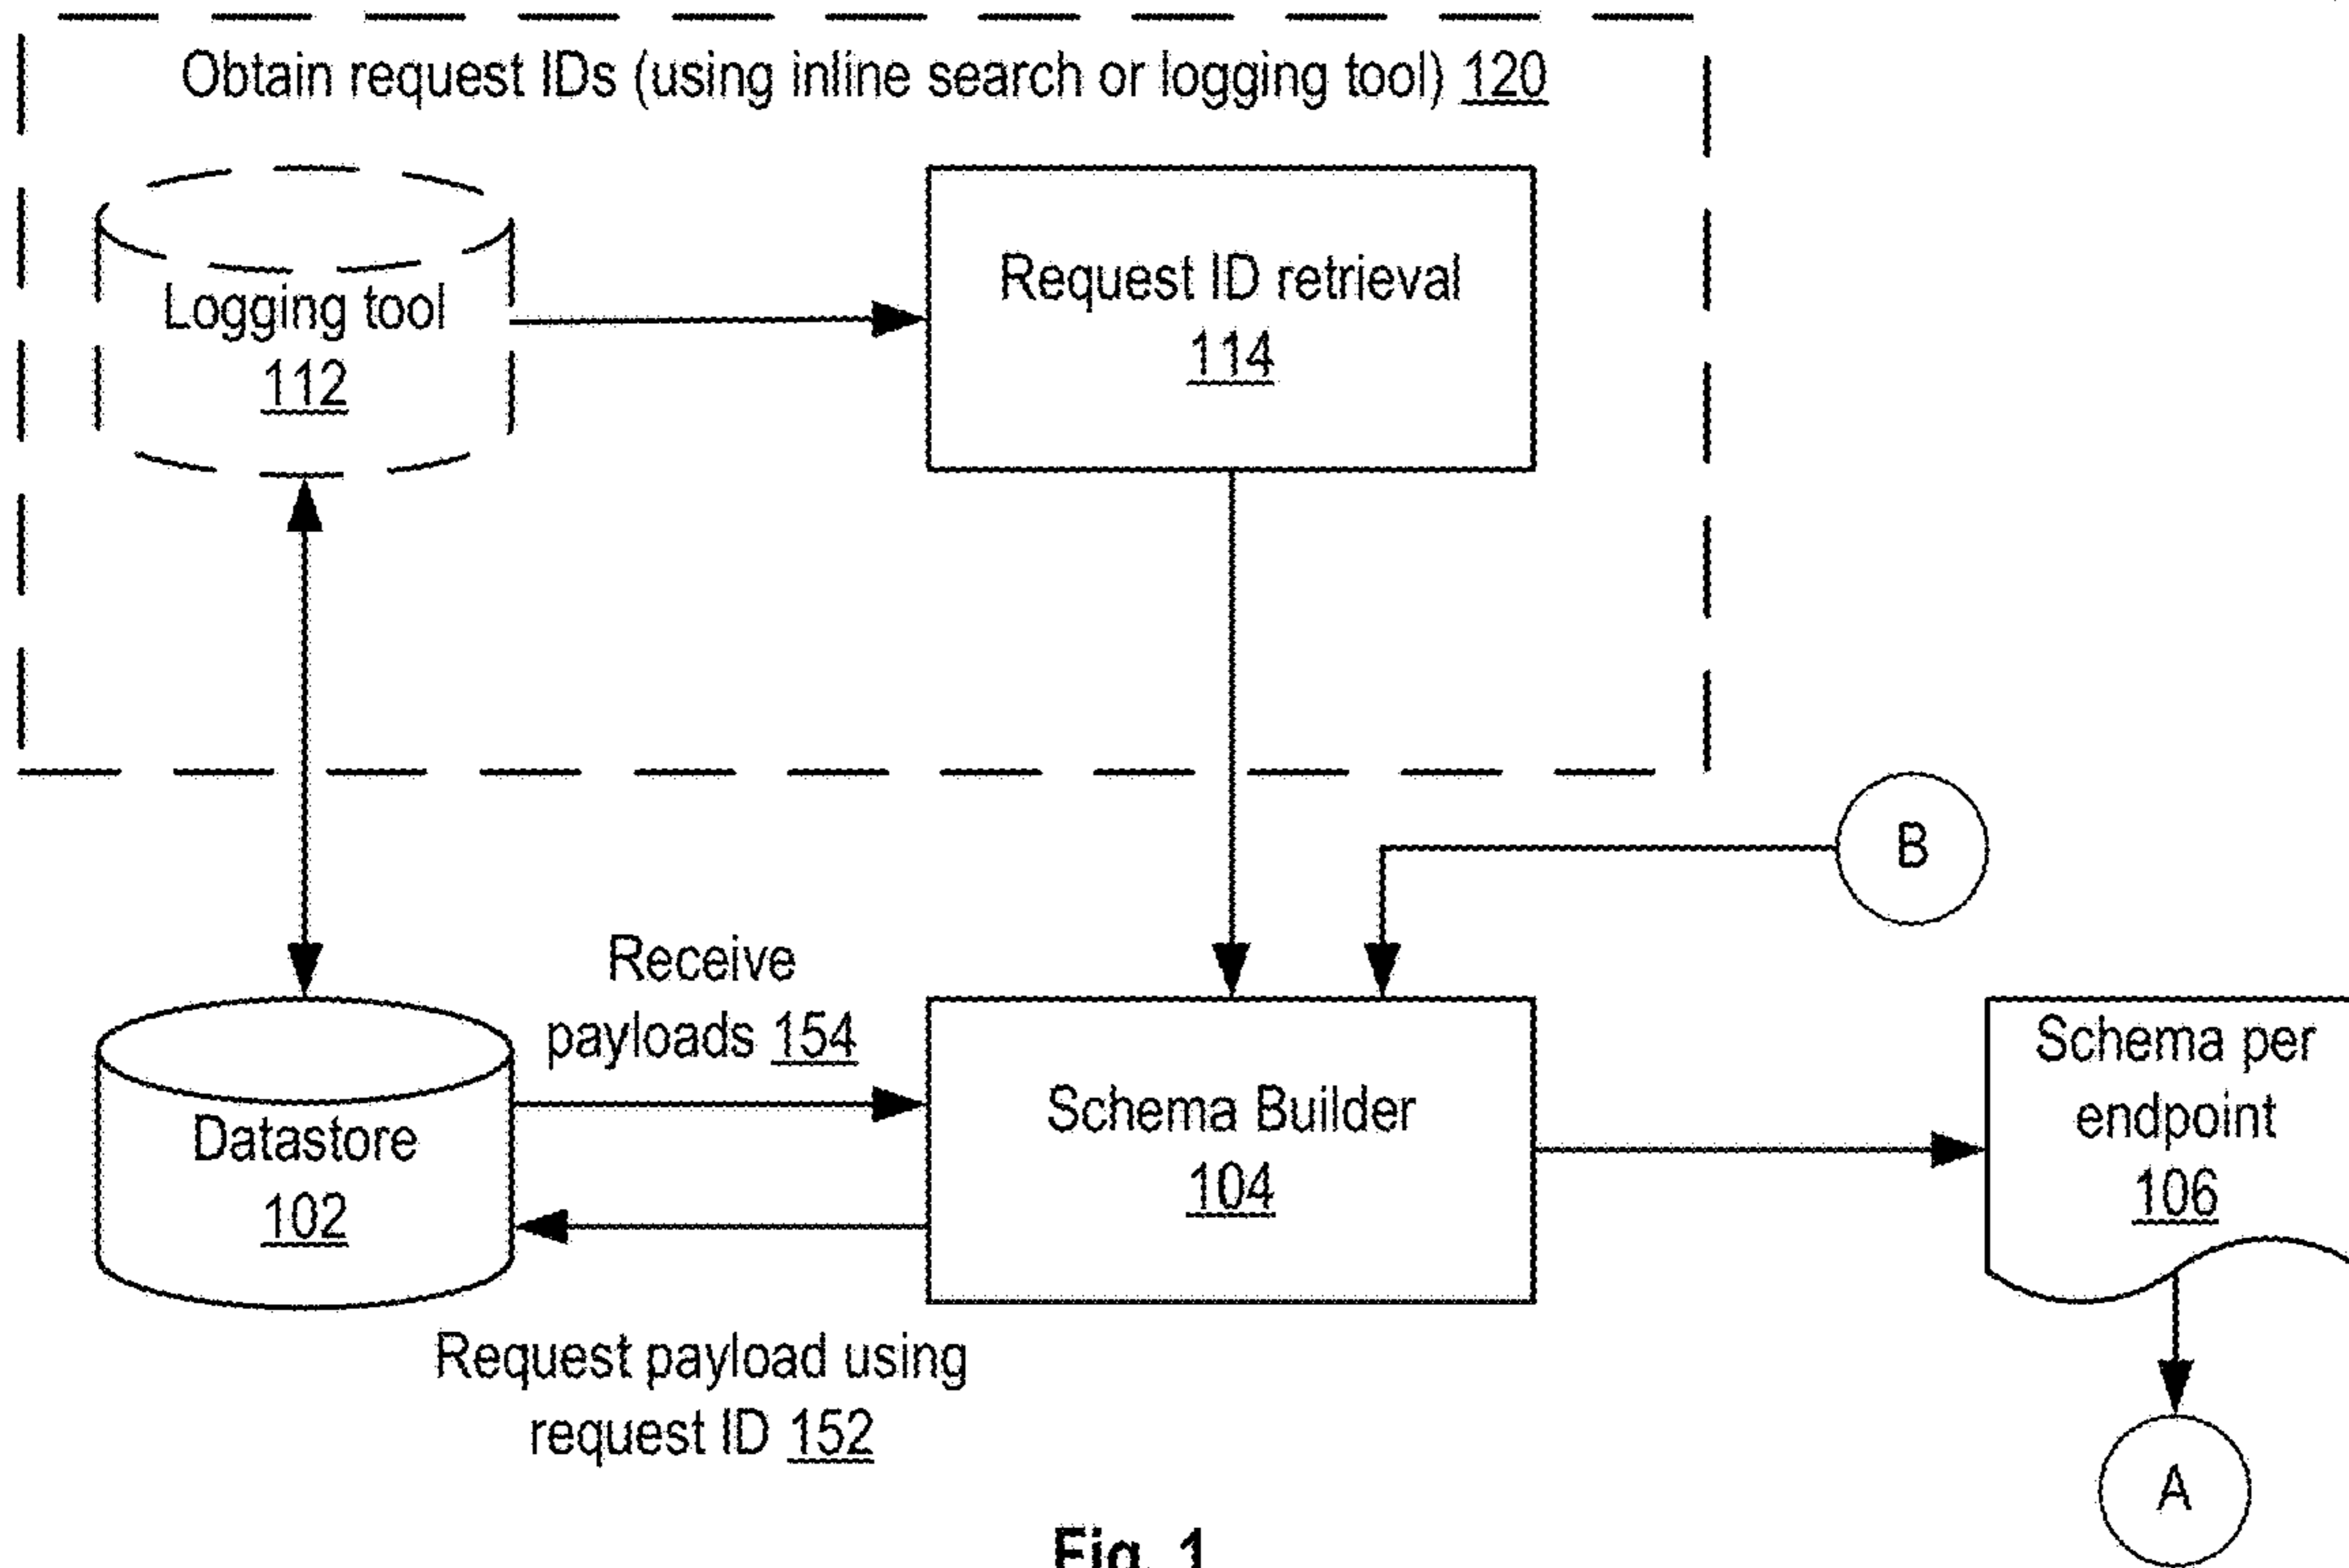 Obtain request IDs (using inline search or logging tool) 120
Logging tool
112
Request ID retrieval
114
B
Receive
payloads 154
Datastore
102
Schema Builder
104
Schema per
endpoint
106
Request payload using
request ID 152
A
Fig. 1